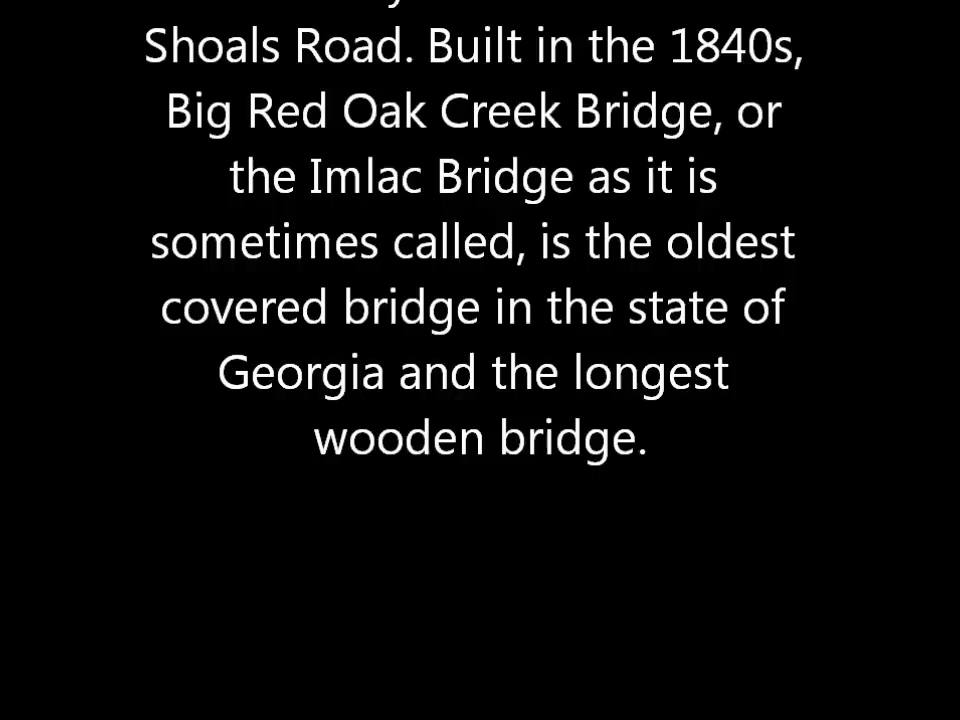 Shoals Road. Built in the 1840s,
Big Red Oak Creek Bridge, or
the Imlac Bridge as it is
sometimes called, is the oldest
covered bridge in the state of
Georgia and the longest
wooden bridge.